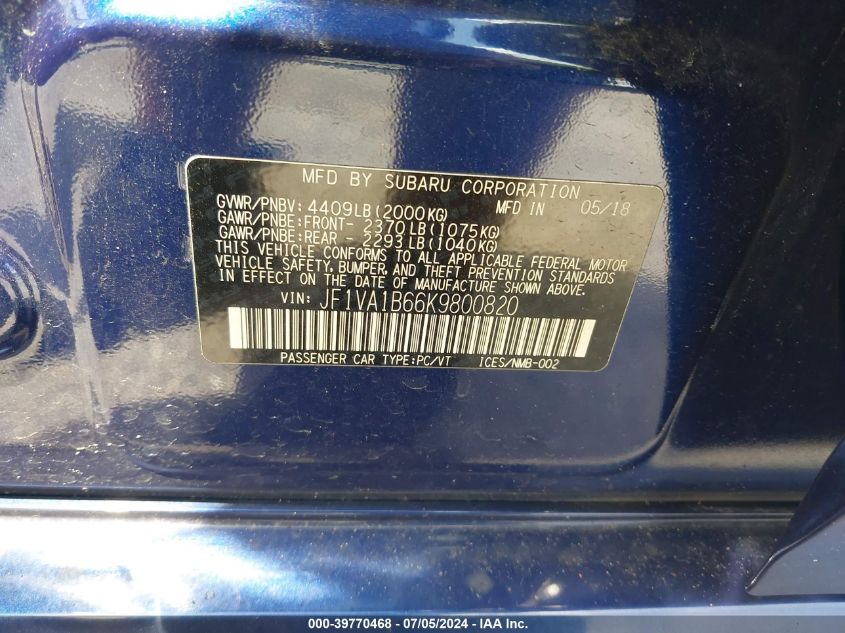 MFD BY SUBARU CORPORATION
GVWR/PNBV: 4409LB(2000KG) MFD IN 05/18
GAWR/PNBE:FRONT- 2370LB(1075KG)
GAWR/PNBE:REAR - 2293LB(1040KG)
THIS VEHICLE CONFORMS TO ALL APPLICABLE FEDERAL MOTOR
VEHICLE SAFETY, BUMPER, AND THEFT PREVENTION STANDARDS
IN EFFECT ON THE DATE OF MANUFACTURE SHOWN ABOVE.
VIN: JF1VA1B66K9800820
PASSENGER CAR TYPE:PC/VT ICES/NMB-002
000-39770468 - 07/05/2024 - IAAI.com